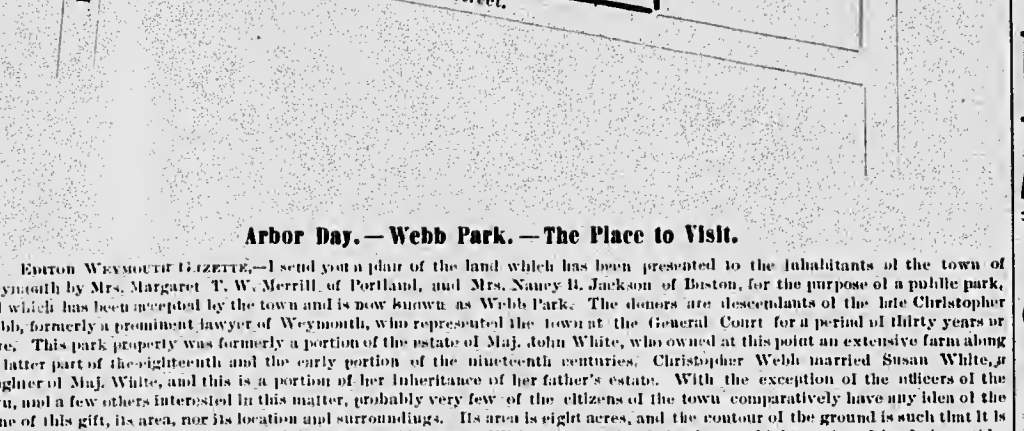 Street.
Arbor Day.—Webb Park.—The Place to Visit.
EDITOR WEYMOUTH GAZETTE,—I send you a plan of the land which has been presented to the inhabitants of the town of
ymouth by Mrs. Margaret T. W. Merrill of Portland, and Mrs. Nancy B. Jackson of Boston, for the purpose of a public park,
which has been accepted by the town and is now known as Webb Park. The donors are descendants of the late Christopher
bb, formerly a prominent lawyer of Weymouth, who represented the town at the General Court for a period of thirty years or
re. This park property was formerly a portion of the estate of Maj. John White, who owned at this point an extensive farm along
latter part of the eighteenth and the early portion of the nineteenth centuries. Christopher Webb married Susan White, a
ghter of Maj. White, and this is a portion of her inheritance of her father's estate. With the exception of the officers of the
n, and a few others interested in this matter, probably very few of the citizens of the town comparatively have any idea of the
ne of this gift, its area, nor its location and surroundings. Its area is eight acres, and the contour of the ground is such that it is